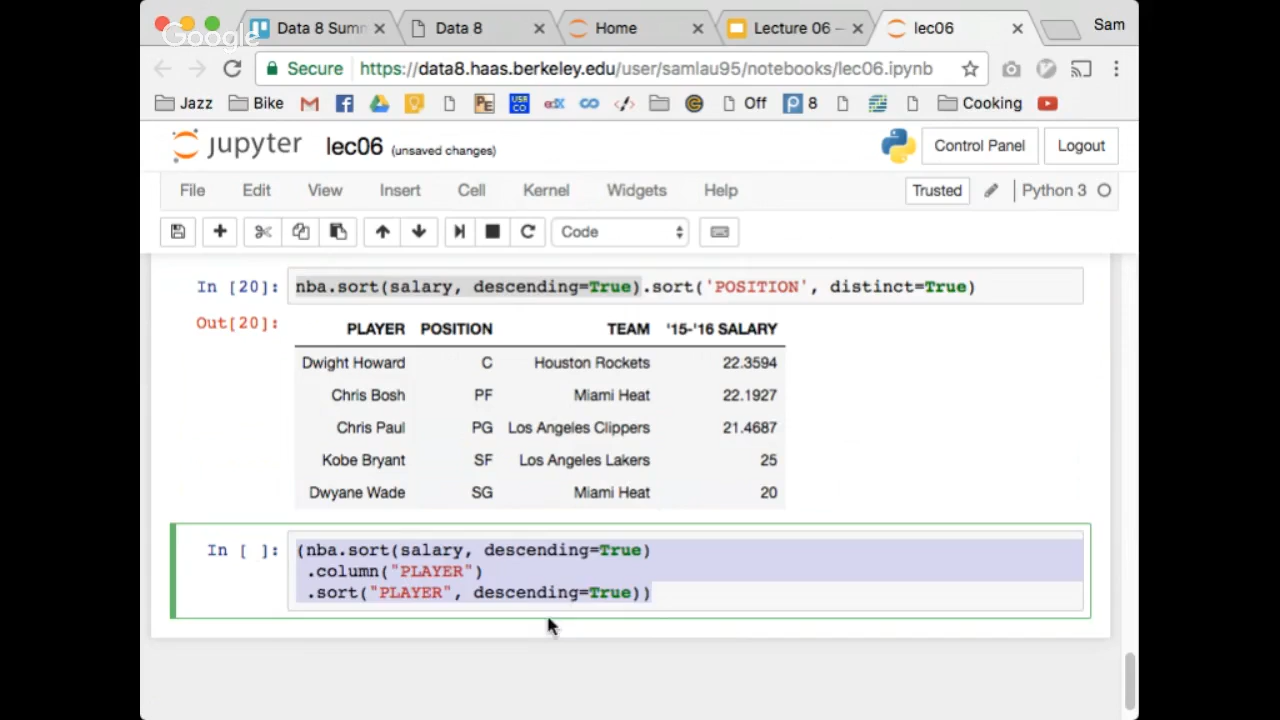 Data 8 Sumn
Data 8
Home
Lecture 06 –
lec06
Sam
Google
Secure
https://data8.haas.berkeley.edu/user/samlau95/notebooks/lec06.ipynb
Jazz
Bike
PE
USE CO
edX
Off
8
Cooking
jupyter
lec06 (unsaved changes)
Control Panel
Logout
File
Edit
View
Insert
Cell
Kernel
Widgets
Help
Trusted
Python 3
Code
In [20]: nba.sort(salary, descending=True).sort('POSITION', distinct=True)
Out[20]:
PLAYER POSITION TEAM '15-'16 SALARY
Dwight Howard C Houston Rockets 22.3594
Chris Bosh PF Miami Heat 22.1927
Chris Paul PG Los Angeles Clippers 21.4687
Kobe Bryant SF Los Angeles Lakers 25
Dwyane Wade SG Miami Heat 20
In [ ]: (nba.sort(salary, descending=True)
.column("PLAYER")
.sort("PLAYER", descending=True))